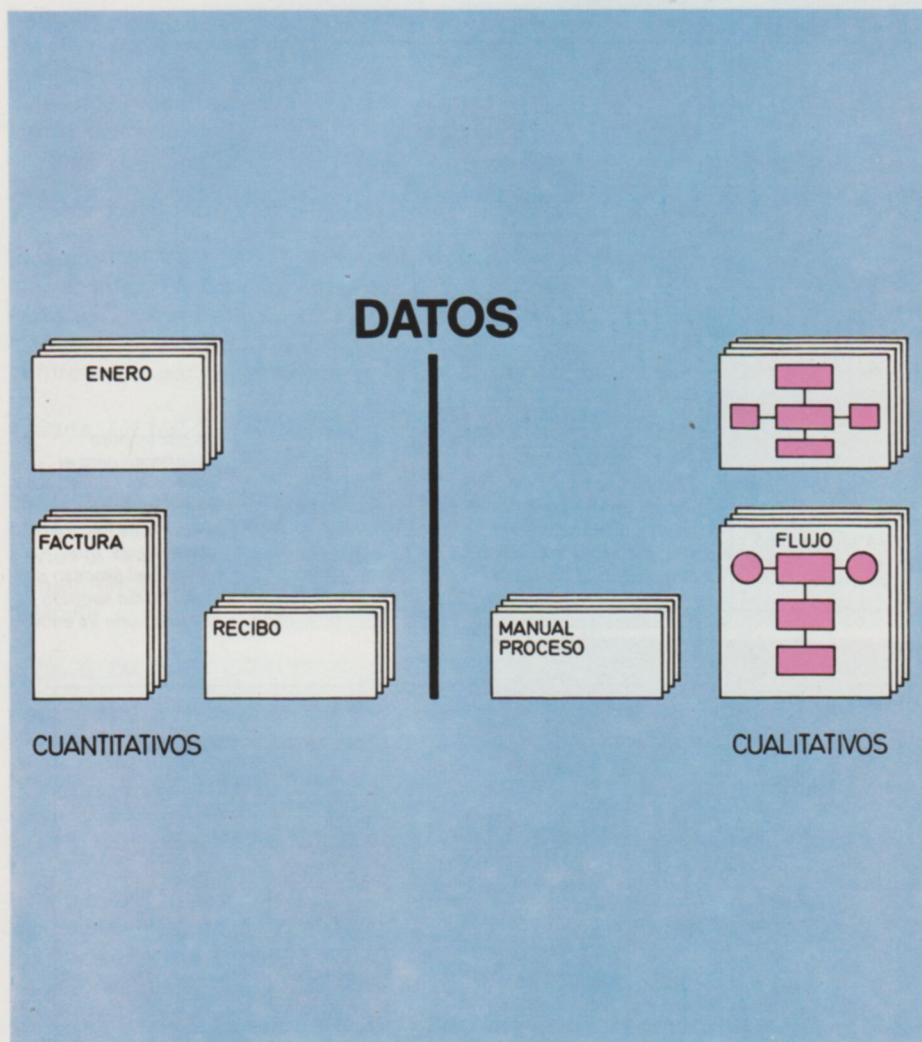 DATOS
ENERO
FACTURA
RECIBO
CUANTITATIVOS
MANUAL
PROCESO
FLUJO
CUALITATIVOS